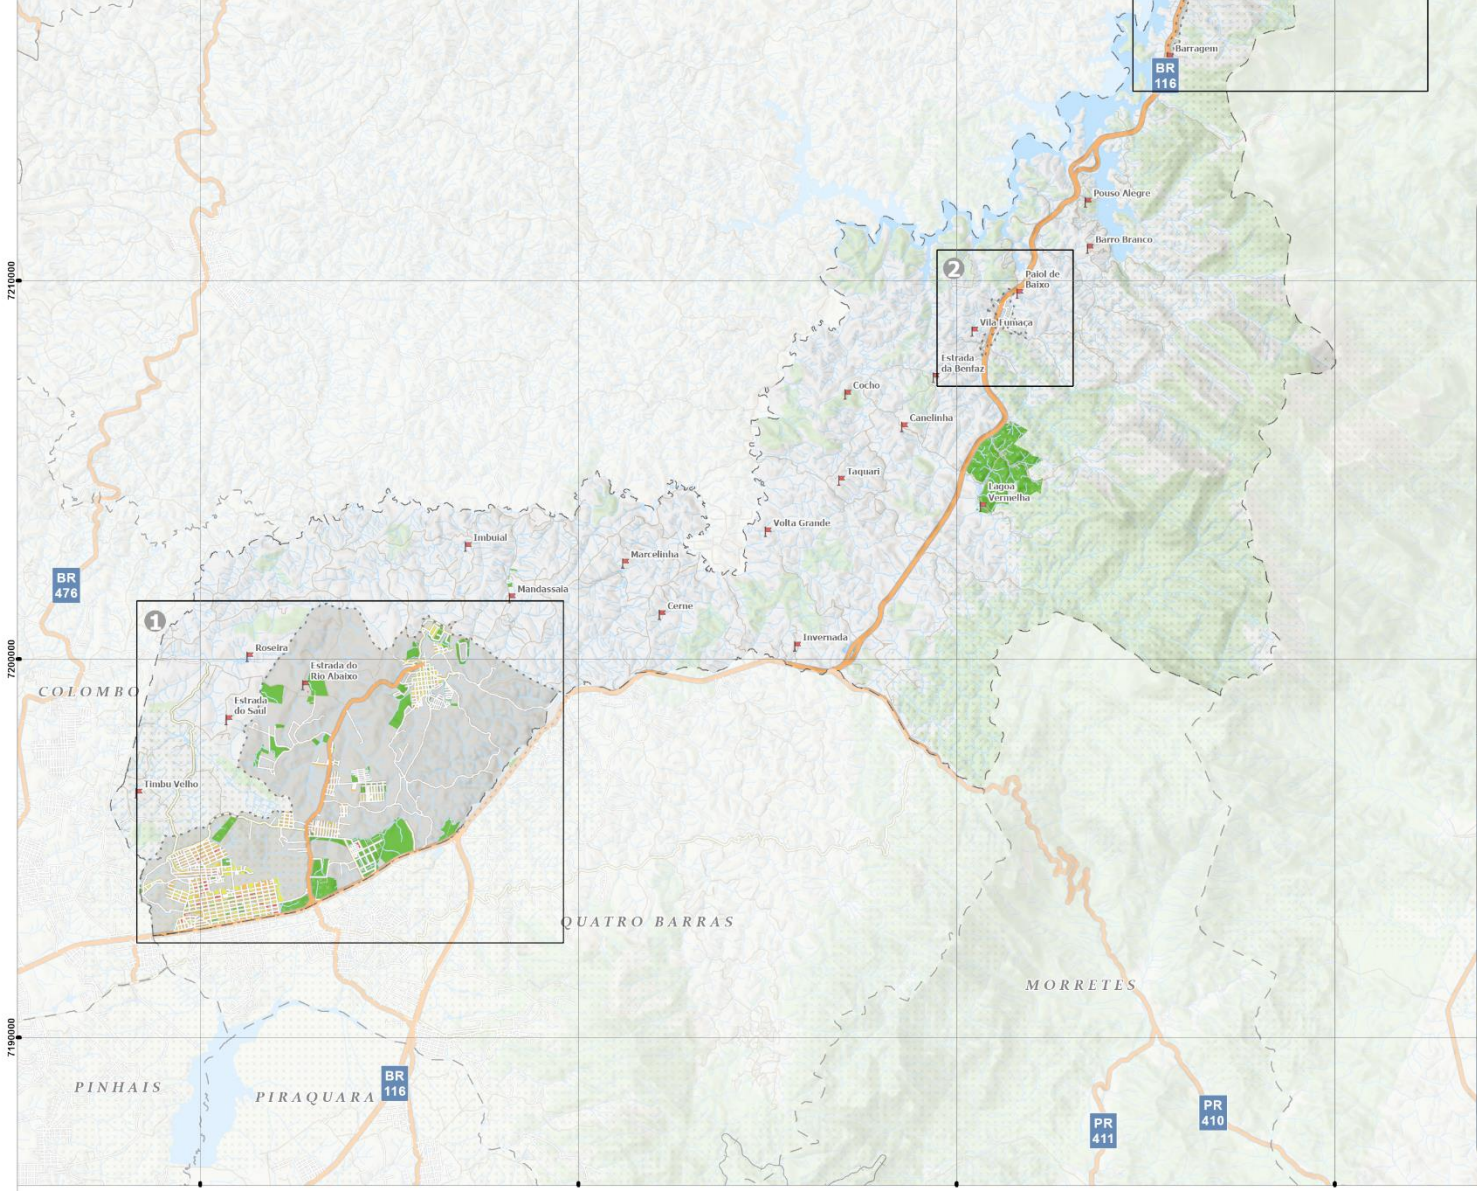 Barragem
BR
116
Pouso Alegre
Barro Branco
7210000
2
Paiol de
Baixo
Vila Fumaça
Estrada
da Benfaz
Cocho
Canelinha
Taquari
Lagoa
Vermelha
Volta Grande
Imbuial
Marcelinha
BR
476
Mandassaia
Cerne
1
Invernada
Roseira
7200000
Estrada do
Rio Abaixo
COLOMBO
Estrada
do Saul
Timbu Velho
QUATRO BARRAS
MORRETES
7190000
BR
116
PINHAIS
PIRAQUARA
PR
410
PR
411